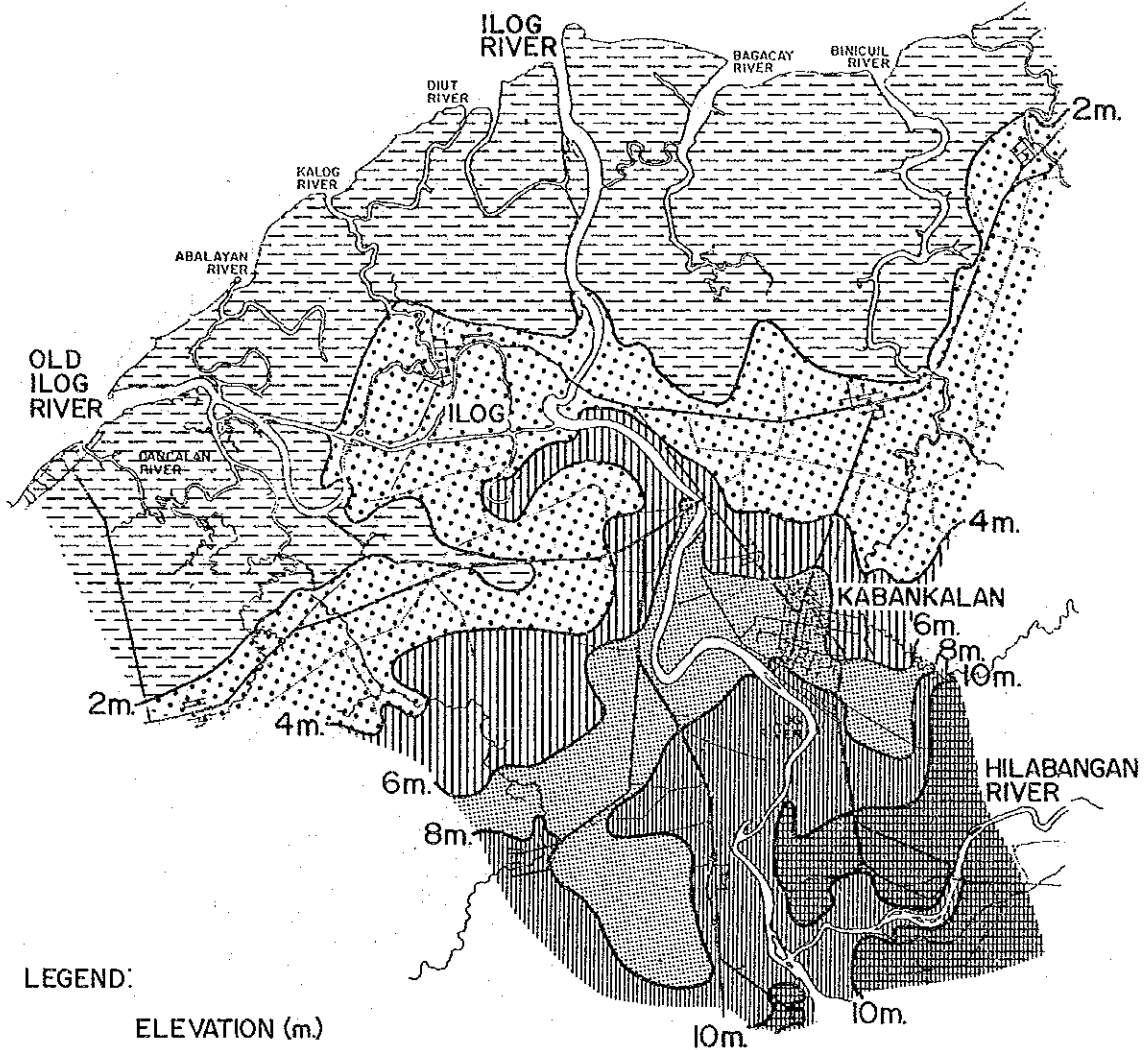 ILOG
RIVER
BAGACAY
RIVER
BINICUIL
RIVER
DIUT
RIVER
2m.
KALOG
RIVER
ABALAYAN
RIVER
OLD
ILOG
RIVER
ILOG
DANCALAN
RIVER
4m.
KABANKALAN
6m.
8m.
10m.
2m.
4m.
6m.
HILABANGAN
RIVER
8m.
LEGEND:
ELEVATION (m.)
10m.
10m.